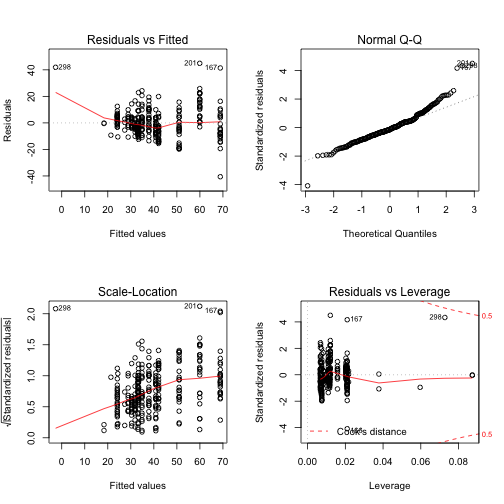 Residuals vs Fitted
Residuals
40
20
0
-20
-40
298
201
167
0 10 20 30 40 50 60 70
Fitted values
Normal Q-Q
Standardized residuals
4
2
0
-2
-4
-3 -2 -1 0 1 2 3
Theoretical Quantiles
Scale-Location
√|Standardized residuals|
2.0
1.5
1.0
0.5
0.0
298
201
167
0 10 20 30 40 50 60 70
Fitted values
Residuals vs Leverage
Standardized residuals
4
2
0
-2
-4
167
298
0.5
0.5
Cook's distance
0.00 0.02 0.04 0.06 0.08
Leverage